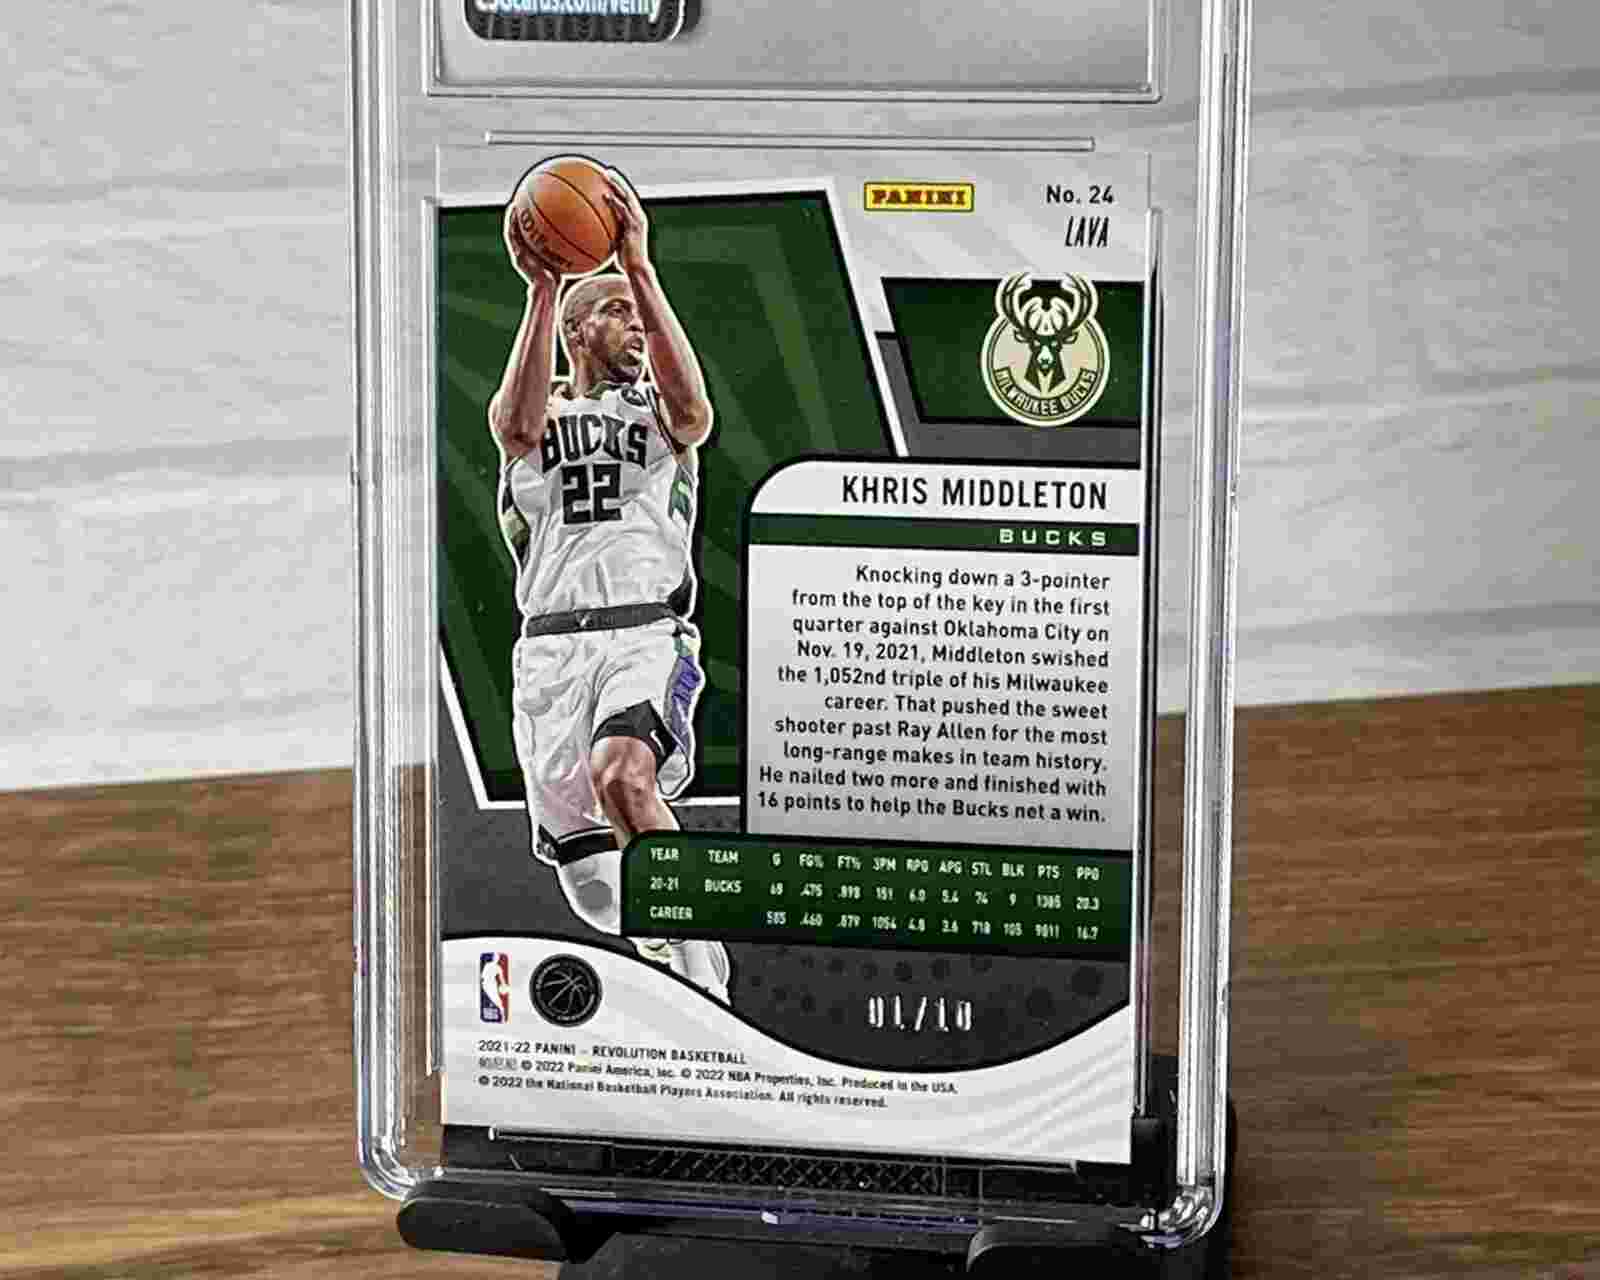 csgcards.com/verify
PANINI
No. 24
LAVA
Wilson
MILWAUKEE BUCKS
BUCKS
22
KHRIS MIDDLETON
BUCKS
Knocking down a 3-pointer
from the top of the key in the first
quarter against Oklahoma City on
Nov. 19, 2021, Middleton swished
the 1,052nd triple of his Milwaukee
career. That pushed the sweet
shooter past Ray Allen for the most
long-range makes in team history.
He nailed two more and finished with
16 points to help the Bucks net a win.
YEAR TEAM G FG% FT% 3PM RPG APG STL BLK PTS PPG
20-21 BUCKS 68 .475 .898 151 6.0 5.4 74 9 1385 20.3
CAREER .460 .879 1054 4.8 3.6 718 105 16.7
01/10
2021-22 PANINI – REVOLUTION BASKETBALL
© 2022 Panini America, Inc. © 2022 NBA Properties, Inc. Produced in the USA.
© 2022 the National Basketball Players Association. All rights reserved.